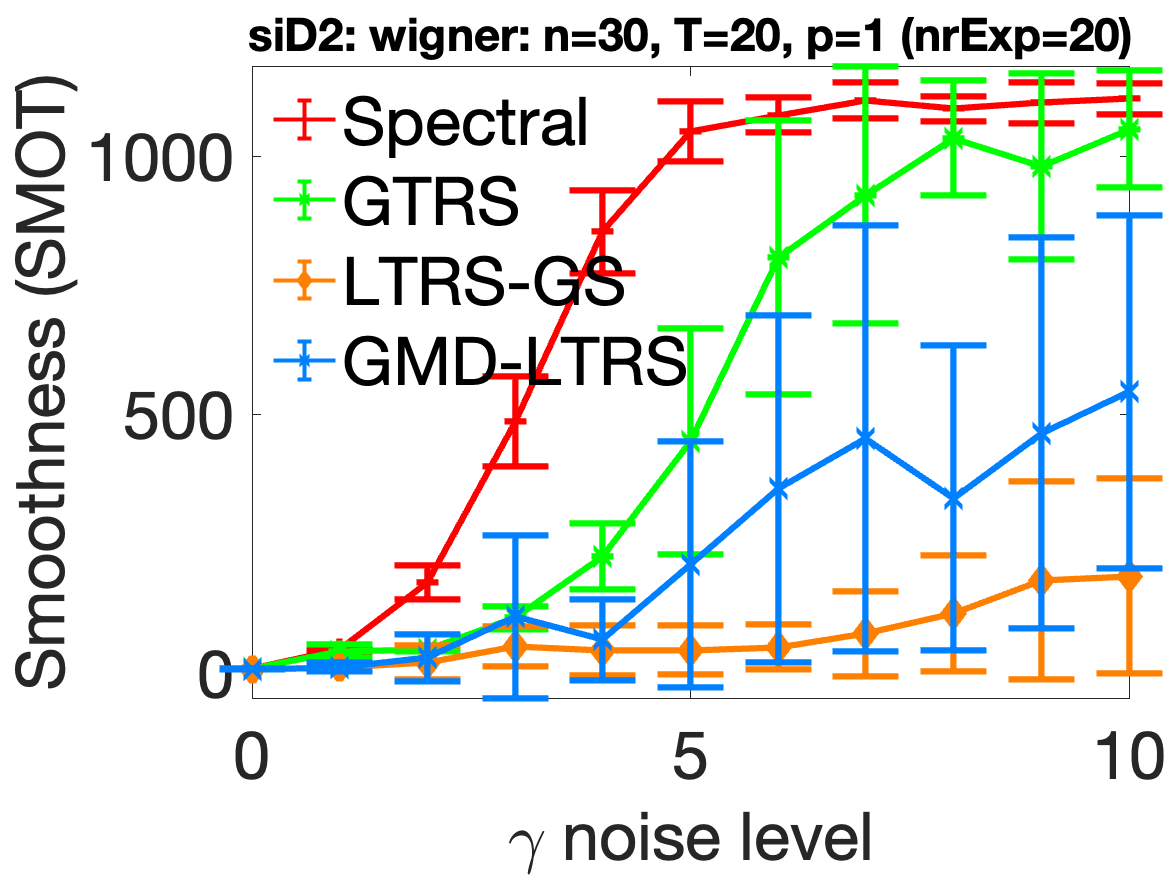 siD2: wigner: n=30, T=20, p=1 (nrExp=20)
Smoothness (SMOT)
1000
500
0
Spectral
GTRS
LTRS-GS
GMD-LTRS
0 5 10
γ noise level